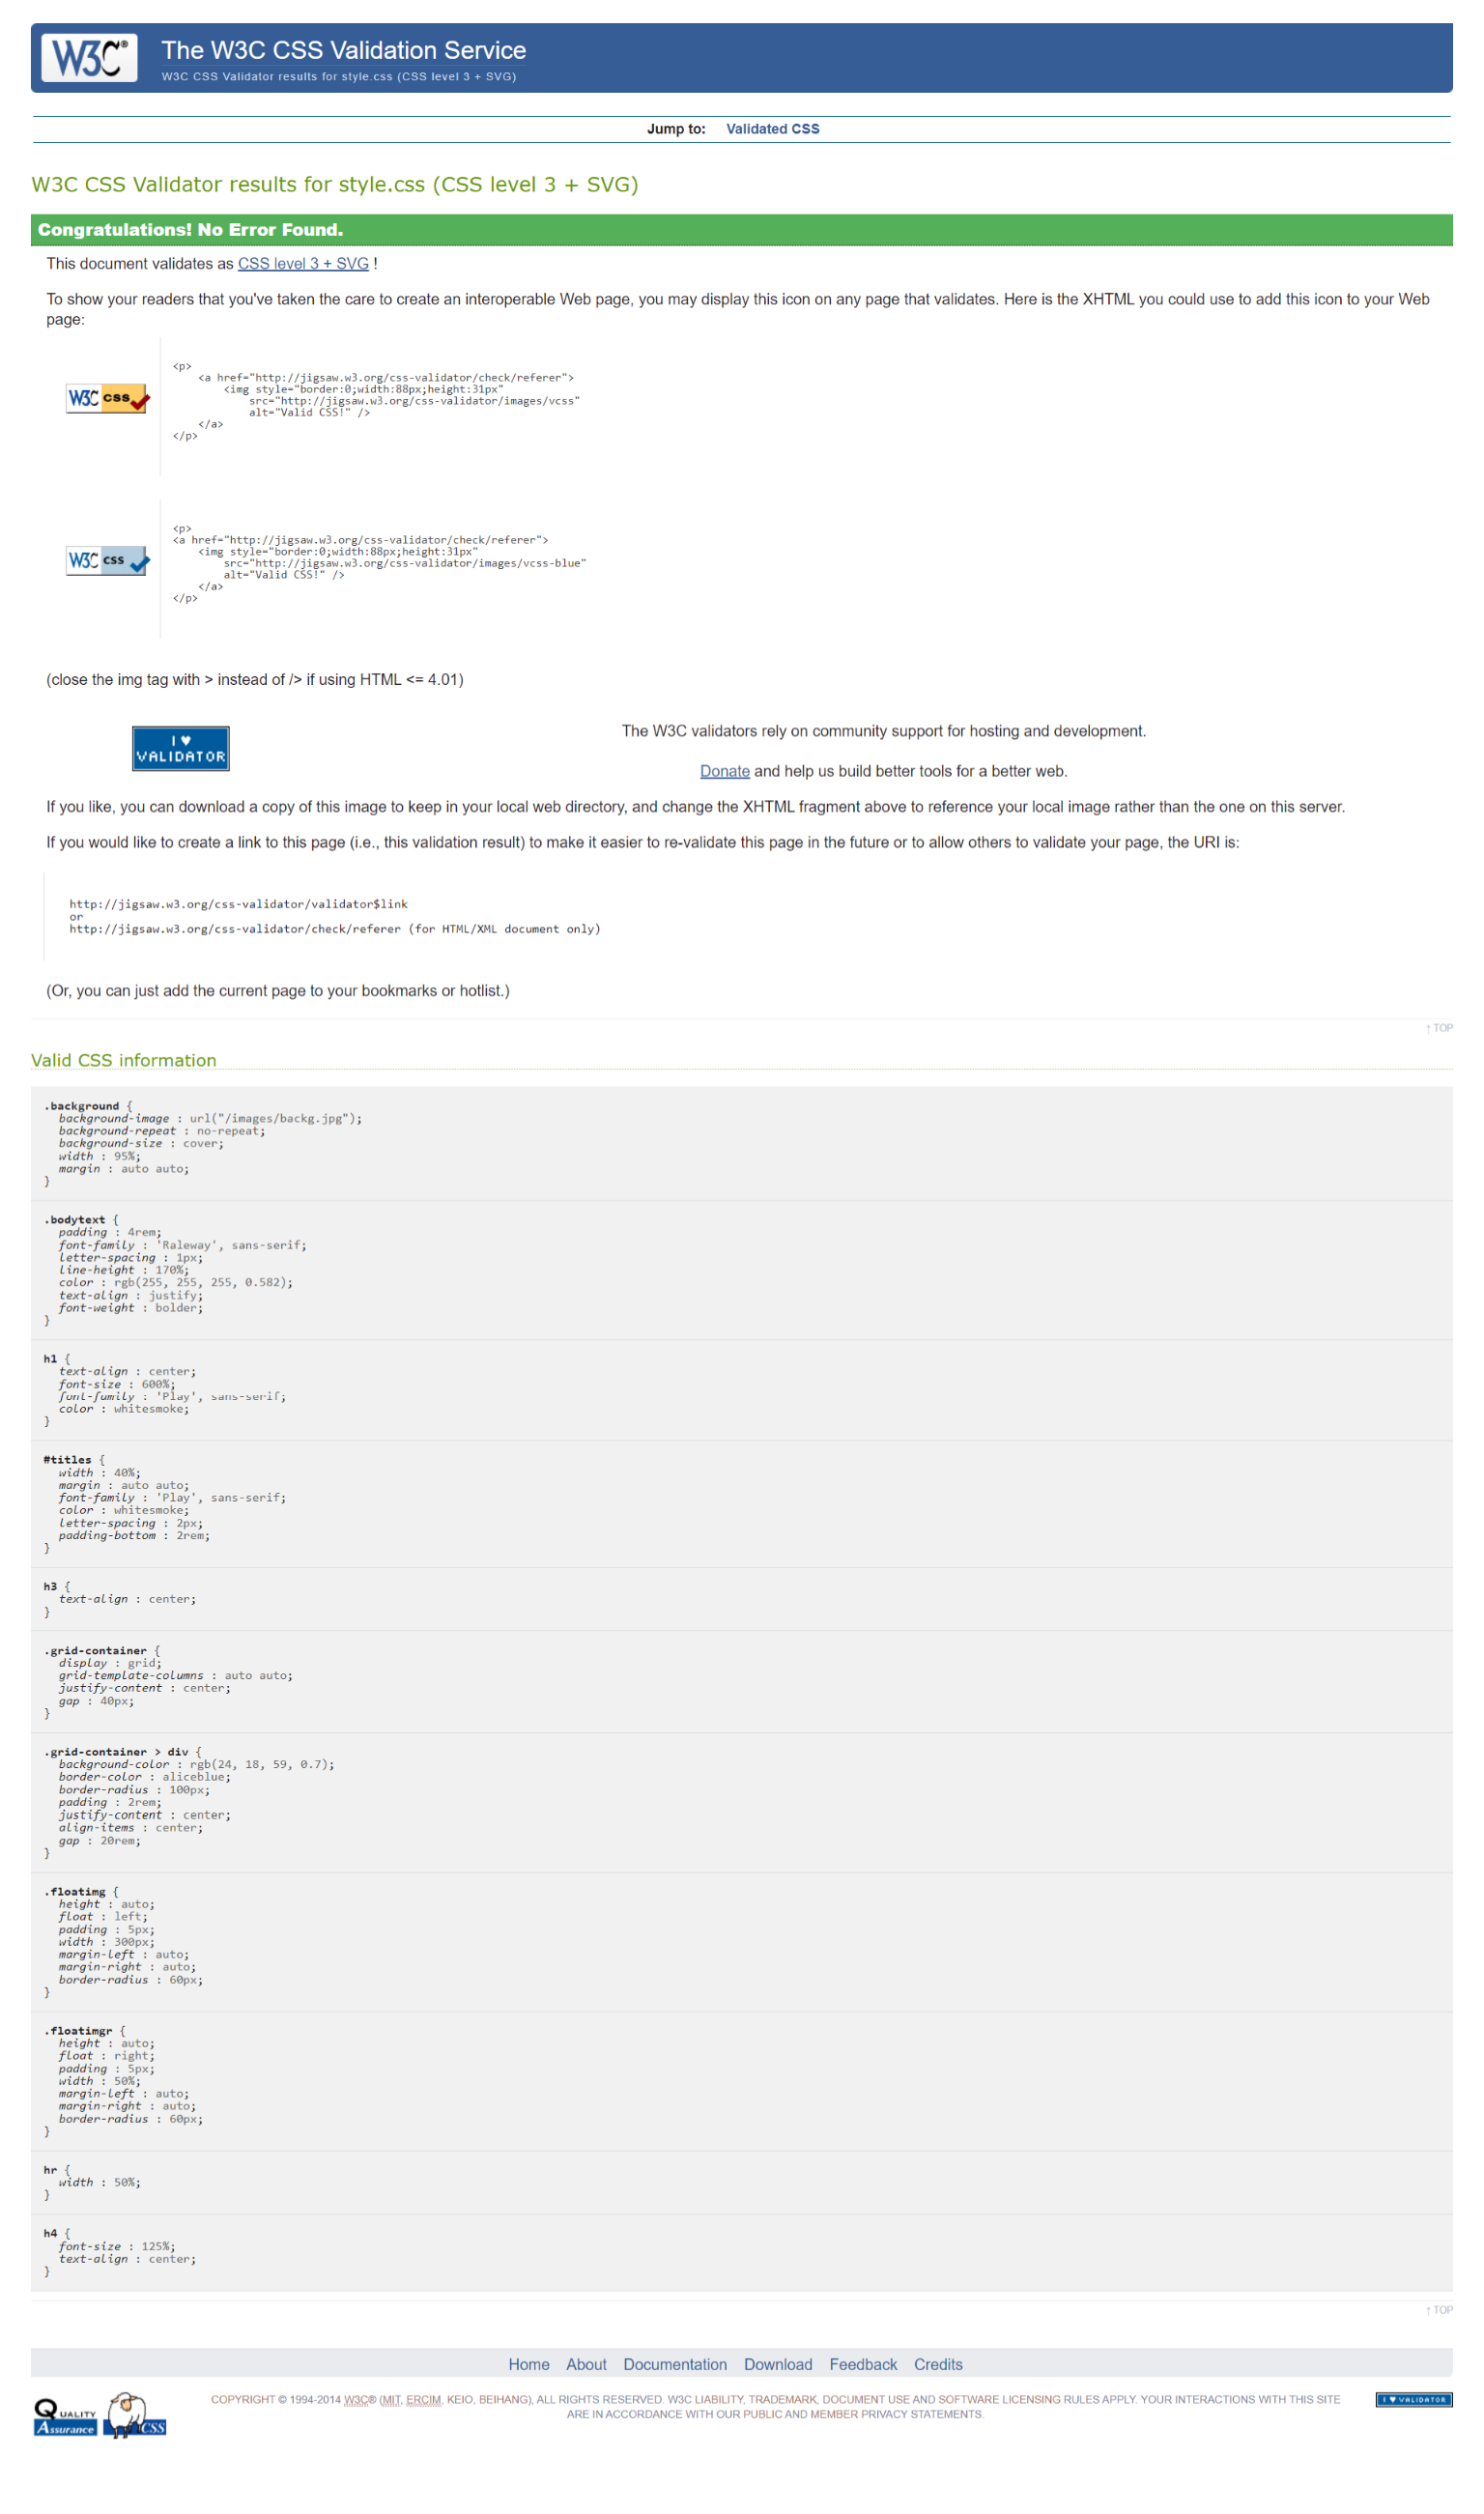 W3C®
The W3C CSS Validation Service
W3C CSS Validator results for style.css (CSS level 3 + SVG)
Jump to: Validated CSS
W3C CSS Validator results for style.css (CSS level 3 + SVG)
Congratulations! No Error Found.
This document validates as CSS level 3 + SVG !
To show your readers that you've taken the care to create an interoperable Web page, you may display this icon on any page that validates. Here is the XHTML you could use to add this icon to your Web
page:
W3C css
<p>
<a href="http://jigsaw.w3.org/css-validator/check/referer">
<img style="border:0;width:88px;height:31px"
src="http://jigsaw.w3.org/css-validator/images/vcss"
alt="Valid CSS!" />
</a>
</p>
W3C css
<p>
<a href="http://jigsaw.w3.org/css-validator/check/referer">
<img style="border:0;width:88px;height:31px"
src="http://jigsaw.w3.org/css-validator/images/vcss-blue"
alt="Valid CSS!" />
</a>
</p>
(close the img tag with > instead of /> if using HTML <= 4.01)
I ♥
VALIDATOR
The W3C validators rely on community support for hosting and development.
Donate and help us build better tools for a better web.
If you like, you can download a copy of this image to keep in your local web directory, and change the XHTML fragment above to reference your local image rather than the one on this server.
If you would like to create a link to this page (i.e., this validation result) to make it easier to re-validate this page in the future or to allow others to validate your page, the URI is:
http://jigsaw.w3.org/css-validator/validator$link
or
http://jigsaw.w3.org/css-validator/check/referer (for HTML/XML document only)
(Or, you can just add the current page to your bookmarks or hotlist.)
↑ TOP
Valid CSS information
.background {
background-image : url("/images/backg.jpg");
background-repeat : no-repeat;
background-size : cover;
width : 95%;
margin : auto auto;
}
.bodytext {
padding : 4rem;
font-family : 'Raleway', sans-serif;
letter-spacing : 1px;
line-height : 170%;
color : rgb(255, 255, 255, 0.582);
text-align : justify;
font-weight : bolder;
}
h1 {
text-align : center;
font-size : 600%;
font-family : 'Play', sans-serif;
color : whitesmoke;
}
#titles {
width : 40%;
margin : auto auto;
font-family : 'Play', sans-serif;
color : whitesmoke;
letter-spacing : 2px;
padding-bottom : 2rem;
}
h3 {
text-align : center;
}
.grid-container {
display : grid;
grid-template-columns : auto auto;
justify-content : center;
gap : 40px;
}
.grid-container > div {
background-color : rgb(24, 18, 59, 0.7);
border-color : aliceblue;
border-radius : 100px;
padding : 2rem;
justify-content : center;
align-items : center;
gap : 20rem;
}
.floatimg {
height : auto;
float : left;
padding : 5px;
width : 300px;
margin-left : auto;
margin-right : auto;
border-radius : 60px;
}
.floatimgr {
height : auto;
float : right;
padding : 5px;
width : 50%;
margin-left : auto;
margin-right : auto;
border-radius : 60px;
}
hr {
width : 50%;
}
h4 {
font-size : 125%;
text-align : center;
}
↑ TOP
Home About Documentation Download Feedback Credits
QUALITY
ASSURANCE
CSS
COPYRIGHT © 1994-2014 W3C® (MIT, ERCIM, KEIO, BEIHANG), ALL RIGHTS RESERVED. W3C LIABILITY, TRADEMARK, DOCUMENT USE AND SOFTWARE LICENSING RULES APPLY. YOUR INTERACTIONS WITH THIS SITE
ARE IN ACCORDANCE WITH OUR PUBLIC AND MEMBER PRIVACY STATEMENTS.
I ♥ VALIDATOR